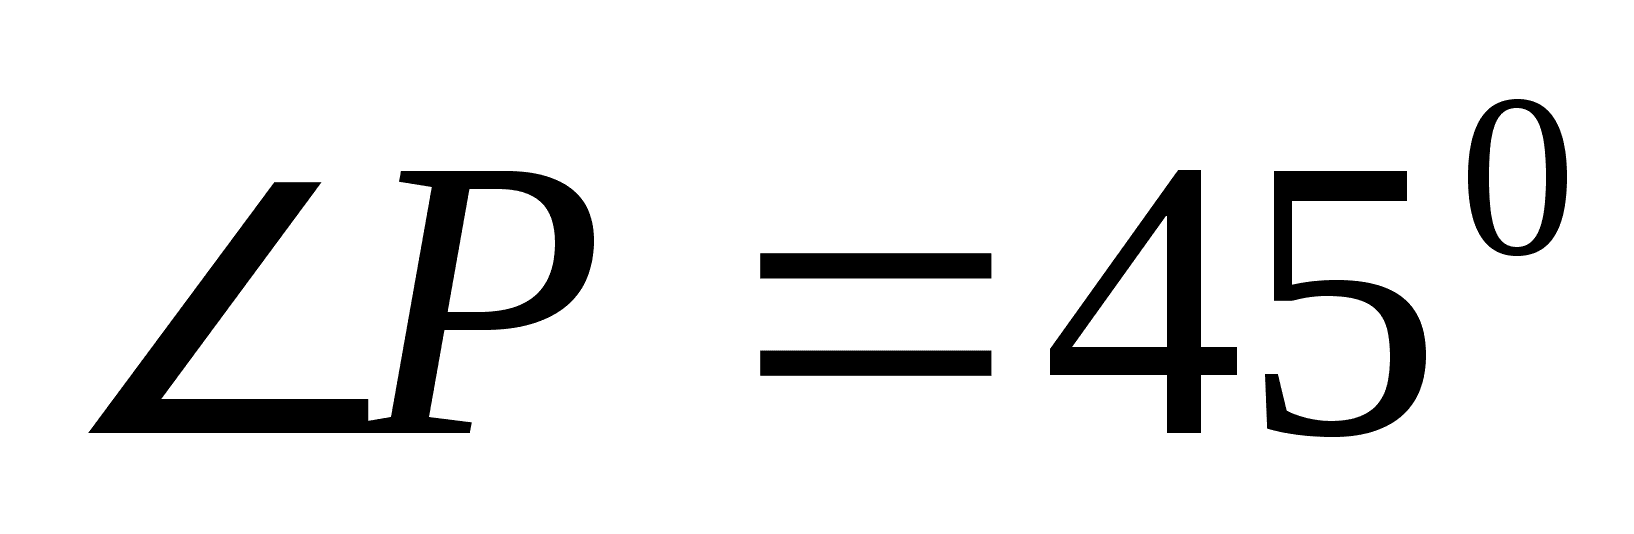 ∠P = 45⁰